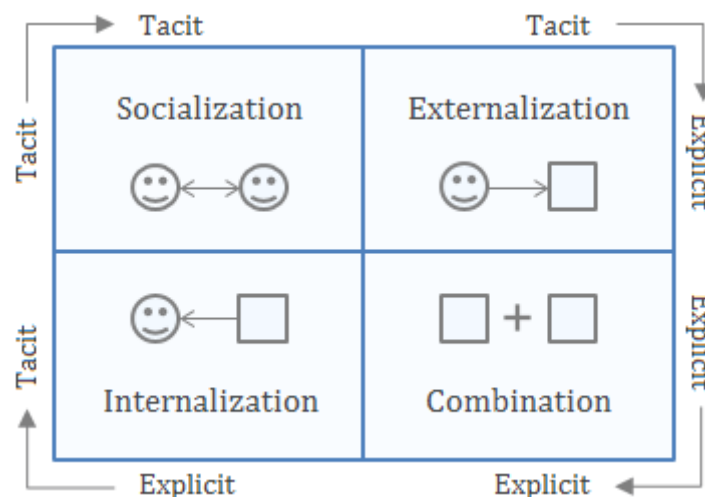 Tacit
Tacit
Tacit
Explicit
Socialization
Externalization
Tacit
Explicit
Internalization
Combination
Explicit
Explicit